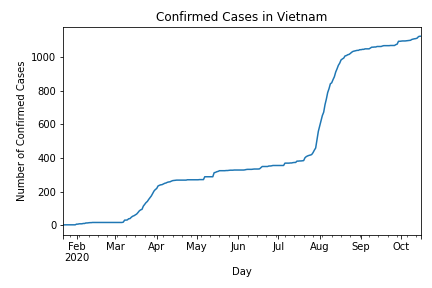 Confirmed Cases in Vietnam
Number of Confirmed Cases
1000
800
600
400
200
0
Feb Mar Apr May Jun Jul Aug Sep Oct
2020
Day